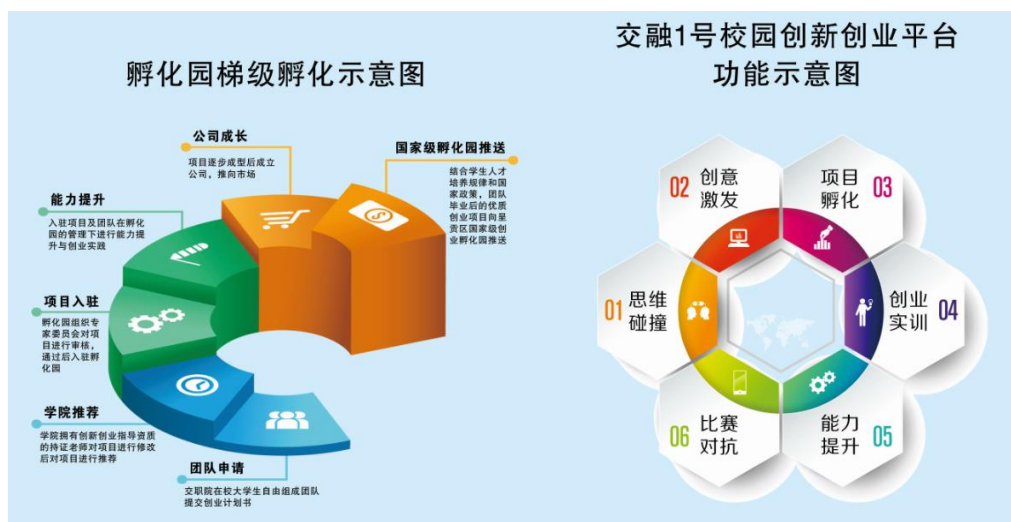 孵化园梯级孵化示意图
公司成长
项目逐步成型后成立
公司，推向市场
国家级孵化园推送
结合学生人才
培养规律和国
家政策，团队
毕业后的优质
创业项目向呈
贡区国家级创
业孵化园推送
能力提升
入驻项目及团队在孵化
园的管理下进行能力提
升与创业实践
项目入驻
孵化园组织专
家委员会对项
目进行审核，
通过后入驻孵
化园
学院推荐
学院拥有创新创业指导资质
的持证老师对项目进行修改
后对项目进行推荐
团队申请
交职院在校大学生自由组成团队
提交创业计划书
交融1号校园创新创业平台
功能示意图
01 思维
碰撞
02 创意
激发
项目 03
孵化
创业 04
实训
能力 05
提升
06 比赛
对抗